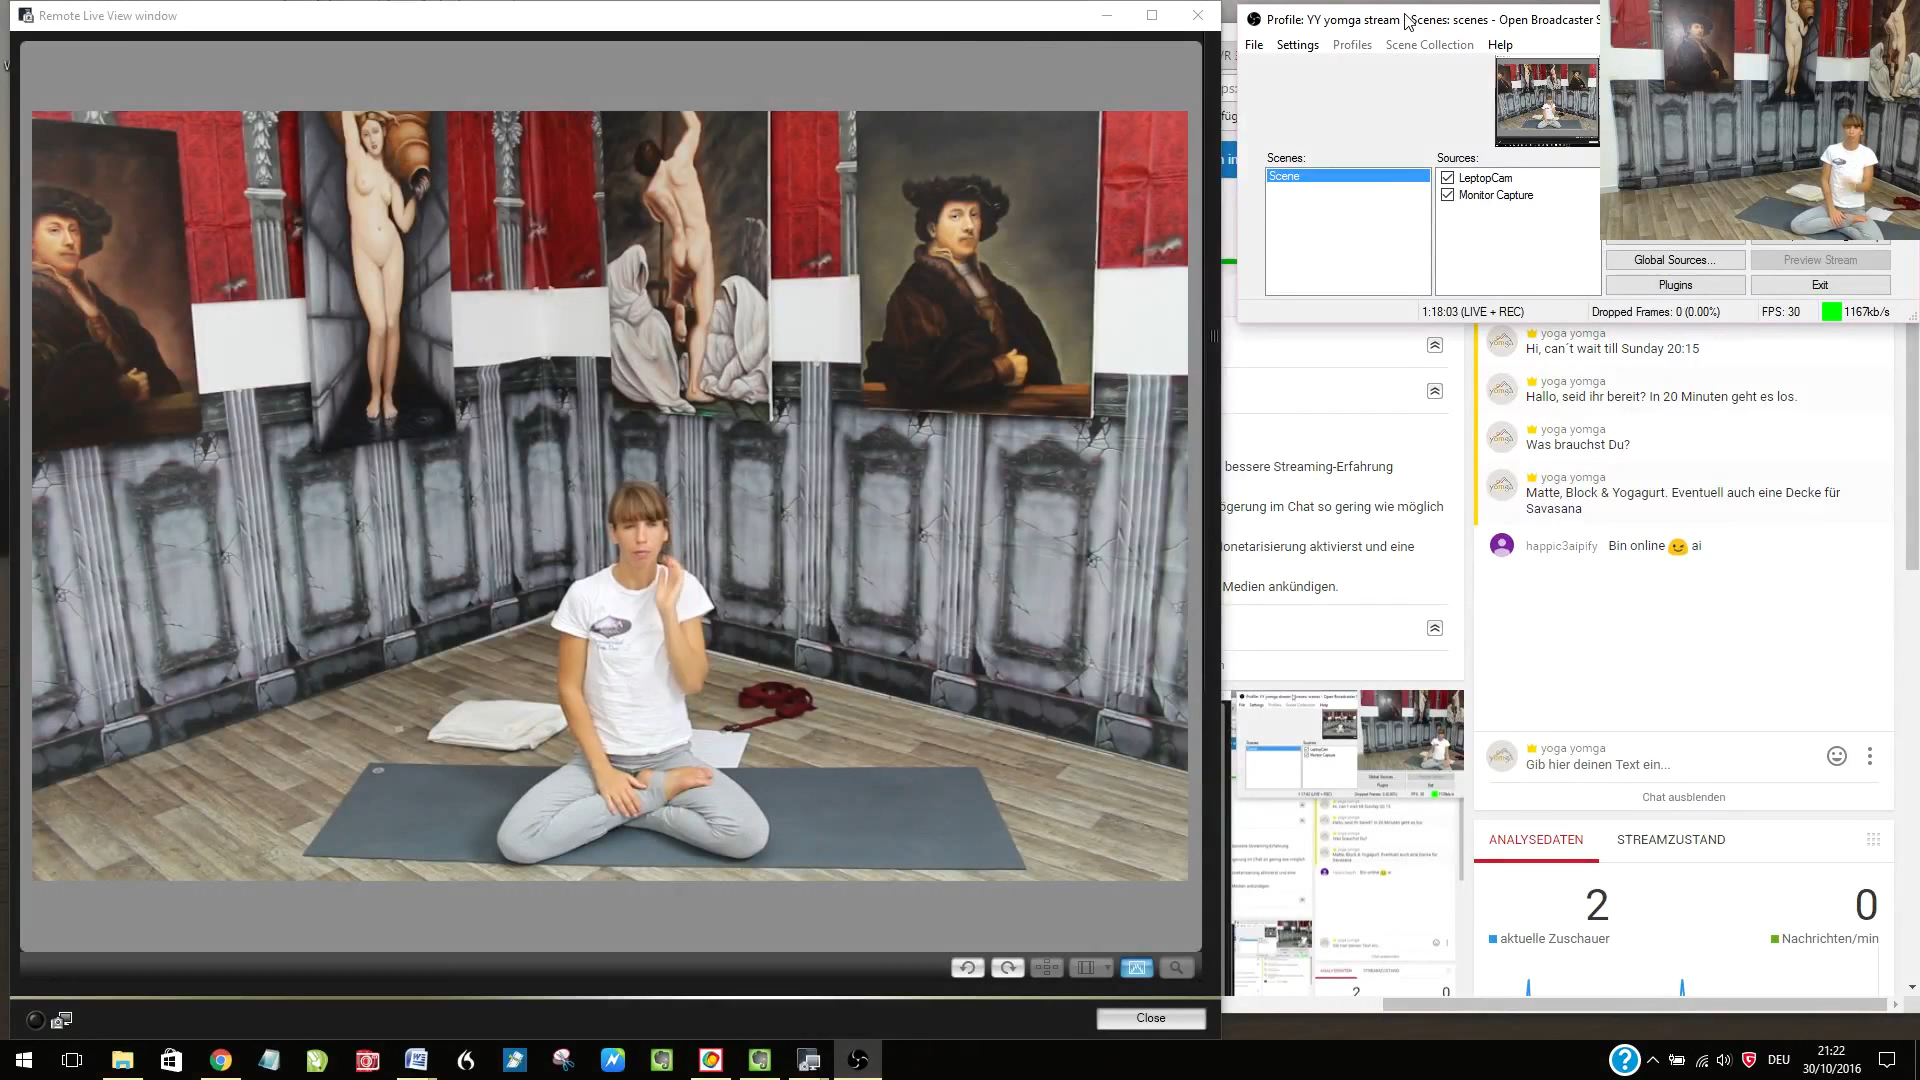 Remote Live View window
Profile: YY yomga stream
Scenes: scenes - Open Broadcaster S
File Settings Profiles Scene Collection Help
Scenes:
Sources:
Scene
LeptopCam
Monitor Capture
Global Sources...
Preview Stream
Plugins
Exit
1:18:03 (LIVE + REC)
Dropped Frames: 0 (0.00%)
FPS: 30
1167kb/s
yoga yomga
Hi, can´t wait till Sunday 20:15
yoga yomga
Hallo, seid ihr bereit? In 20 Minuten geht es los.
yoga yomga
Was brauchst Du?
yoga yomga
Matte, Block & Yogagurt. Eventuell auch eine Decke für
Savasana
happic3aipify Bin online 😉 ai
bessere Streaming-Erfahrung
ögerung im Chat so gering wie möglich
onetarisierung aktivierst und eine
Medien ankündigen.
yoga yomga
Gib hier deinen Text ein...
Chat ausblenden
ANALYSEDATEN STREAMZUSTAND
2
0
aktuelle Zuschauer
Nachrichten/min
Close
DEU
21:22
30/10/2016